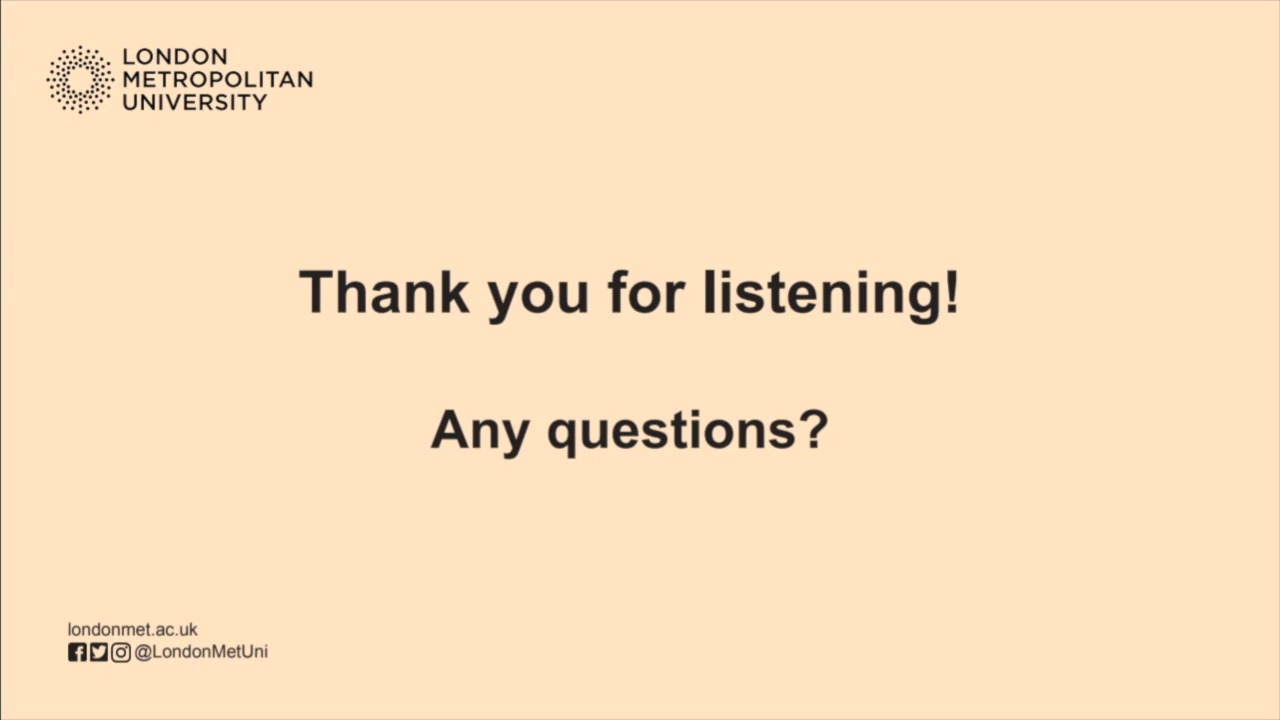 LONDON
METROPOLITAN
UNIVERSITY
Thank you for listening!
Any questions?
londonmet.ac.uk
@LondonMetUni